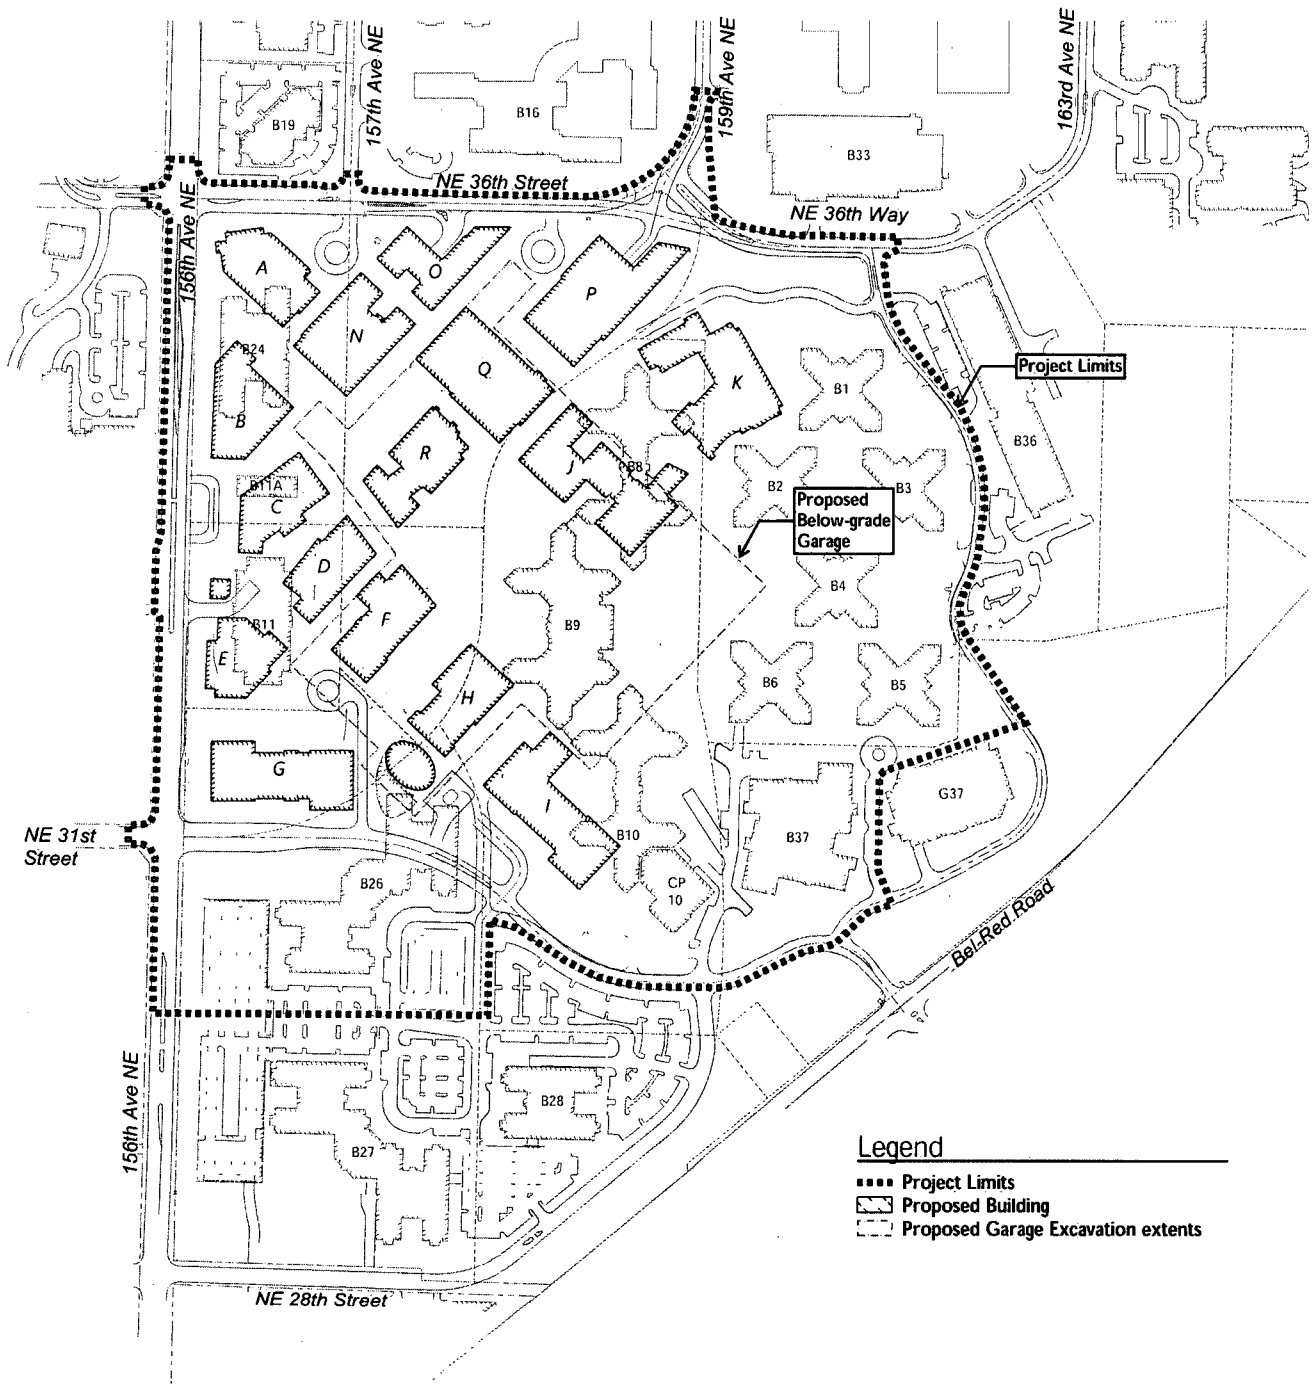 157th Ave NE
159th Ave NE
163rd Ave NE
B19
B16
B33
NE 36th Street
NE 36th Way
156th Ave NE
A
O
P
N
B24
Q
K
B1
Project Limits
B
R
J
B8
B36
B11A
C
B2
B3
Proposed
Below-grade
Garage
D
B4
F
B11
B9
E
H
B6
B5
G
I
G37
NE 31st
Street
B10
B37
B26
CP
10
Bel-Red Road
156th Ave NE
B28
B27
Legend
Project Limits
Proposed Building
Proposed Garage Excavation extents
NE 28th Street